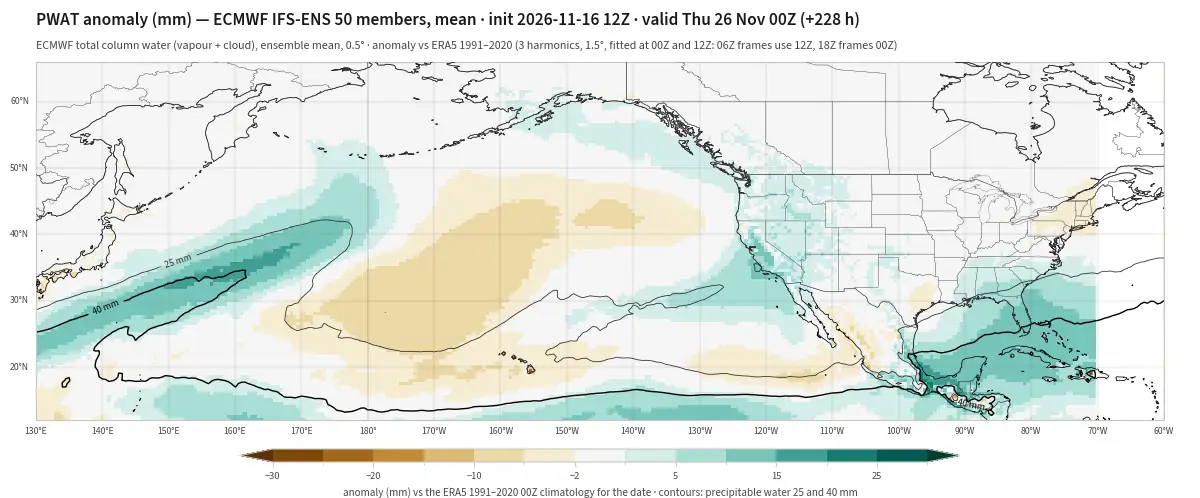 PWAT anomaly (mm) — ECMWF IFS-ENS 50 members, mean · init 2026-11-16 12Z · valid Thu 26 Nov 00Z (+228 h)
ECMWF total column water (vapour + cloud), ensemble mean, 0.5° · anomaly vs ERA5 1991–2020 (3 harmonics, 1.5°, fitted at 00Z and 12Z: 06Z frames use 12Z, 18Z frames 00Z)
60°N
50°N
40°N
30°N
20°N
25 mm
40 mm
40 mm
130°E 140°E 150°E 160°E 170°E 180° 170°W 160°W 150°W 140°W 130°W 120°W 110°W 100°W 90°W 80°W 70°W 60°W
−30 −20 −10 −2 5 15 25
anomaly (mm) vs the ERA5 1991–2020 00Z climatology for the date · contours: precipitable water 25 and 40 mm